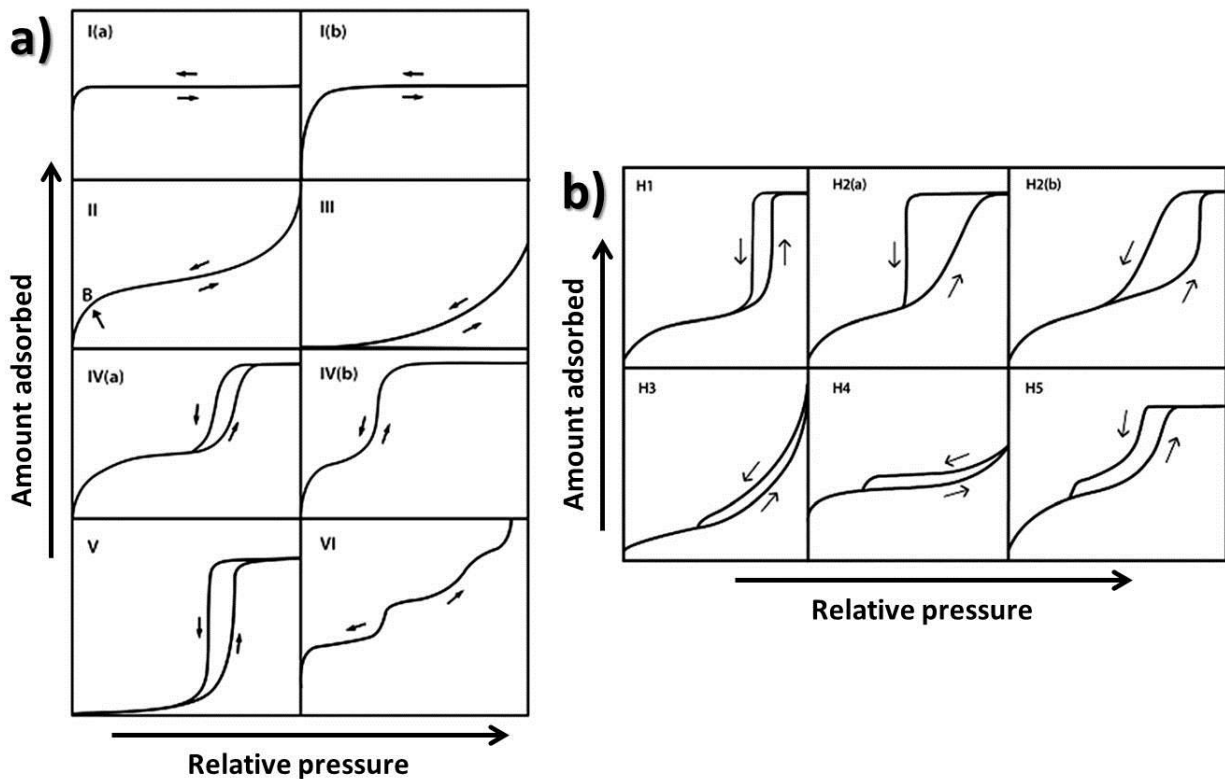 a)
I(a)
I(b)
II
III
B
IV(a)
IV(b)
V
VI
Amount adsorbed
Relative pressure
b)
H1
H2(a)
H2(b)
H3
H4
H5
Amount adsorbed
Relative pressure